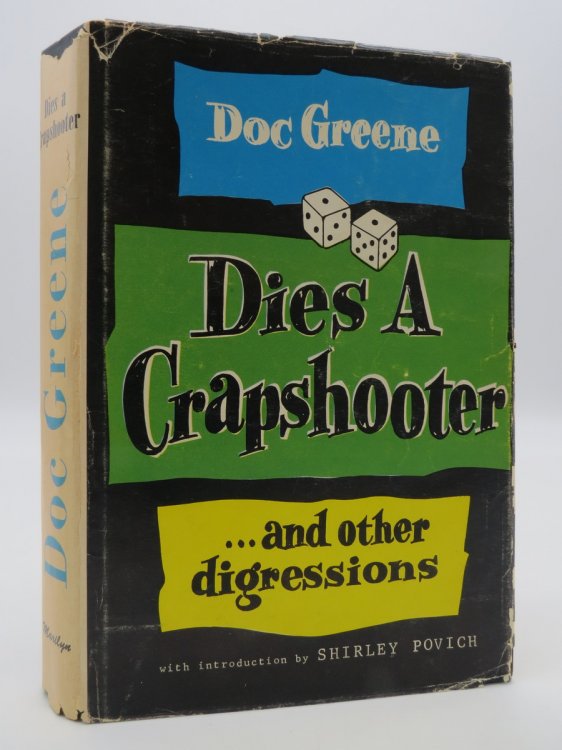 Doc Greene
Dies A
Crapshooter
...and other
digressions
with introduction by SHIRLEY POVICH
Dies a
Crapshooter
Doc Greene